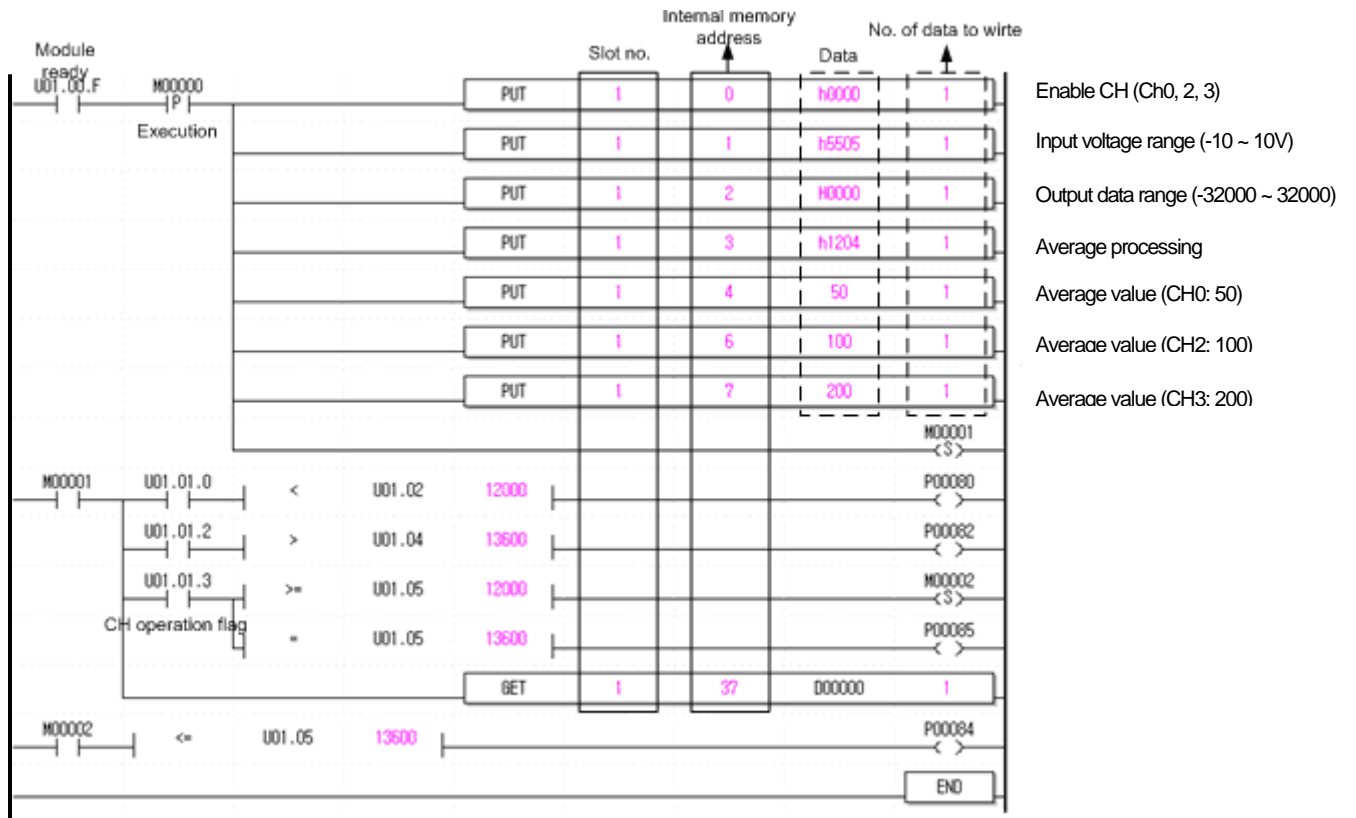 Internal memory
address
No. of data to wirte
Module
ready
Slot no.
Data
U01.00.F M00000
P
Execution
PUT 1 0 h0000 1 Enable CH (Ch0, 2, 3)
PUT 1 1 h5505 1 Input voltage range (-10 ~ 10V)
PUT 1 2 H0000 1 Output data range (-32000 ~ 32000)
PUT 1 3 h1204 1 Average processing
PUT 1 4 50 1 Average value (CH0: 50)
PUT 1 6 100 1 Average value (CH2: 100)
PUT 1 7 200 1 Average value (CH3: 200)
M00001
S
M00001 U01.01.0 < U01.02 12000 P00080
U01.01.2 > U01.04 13600 P00082
U01.01.3 >= U01.05 12000 M00002
S
CH operation flag
= U01.05 13600 P00085
GET 1 37 D00000 1
M00002 <= U01.05 13600 P00084
END